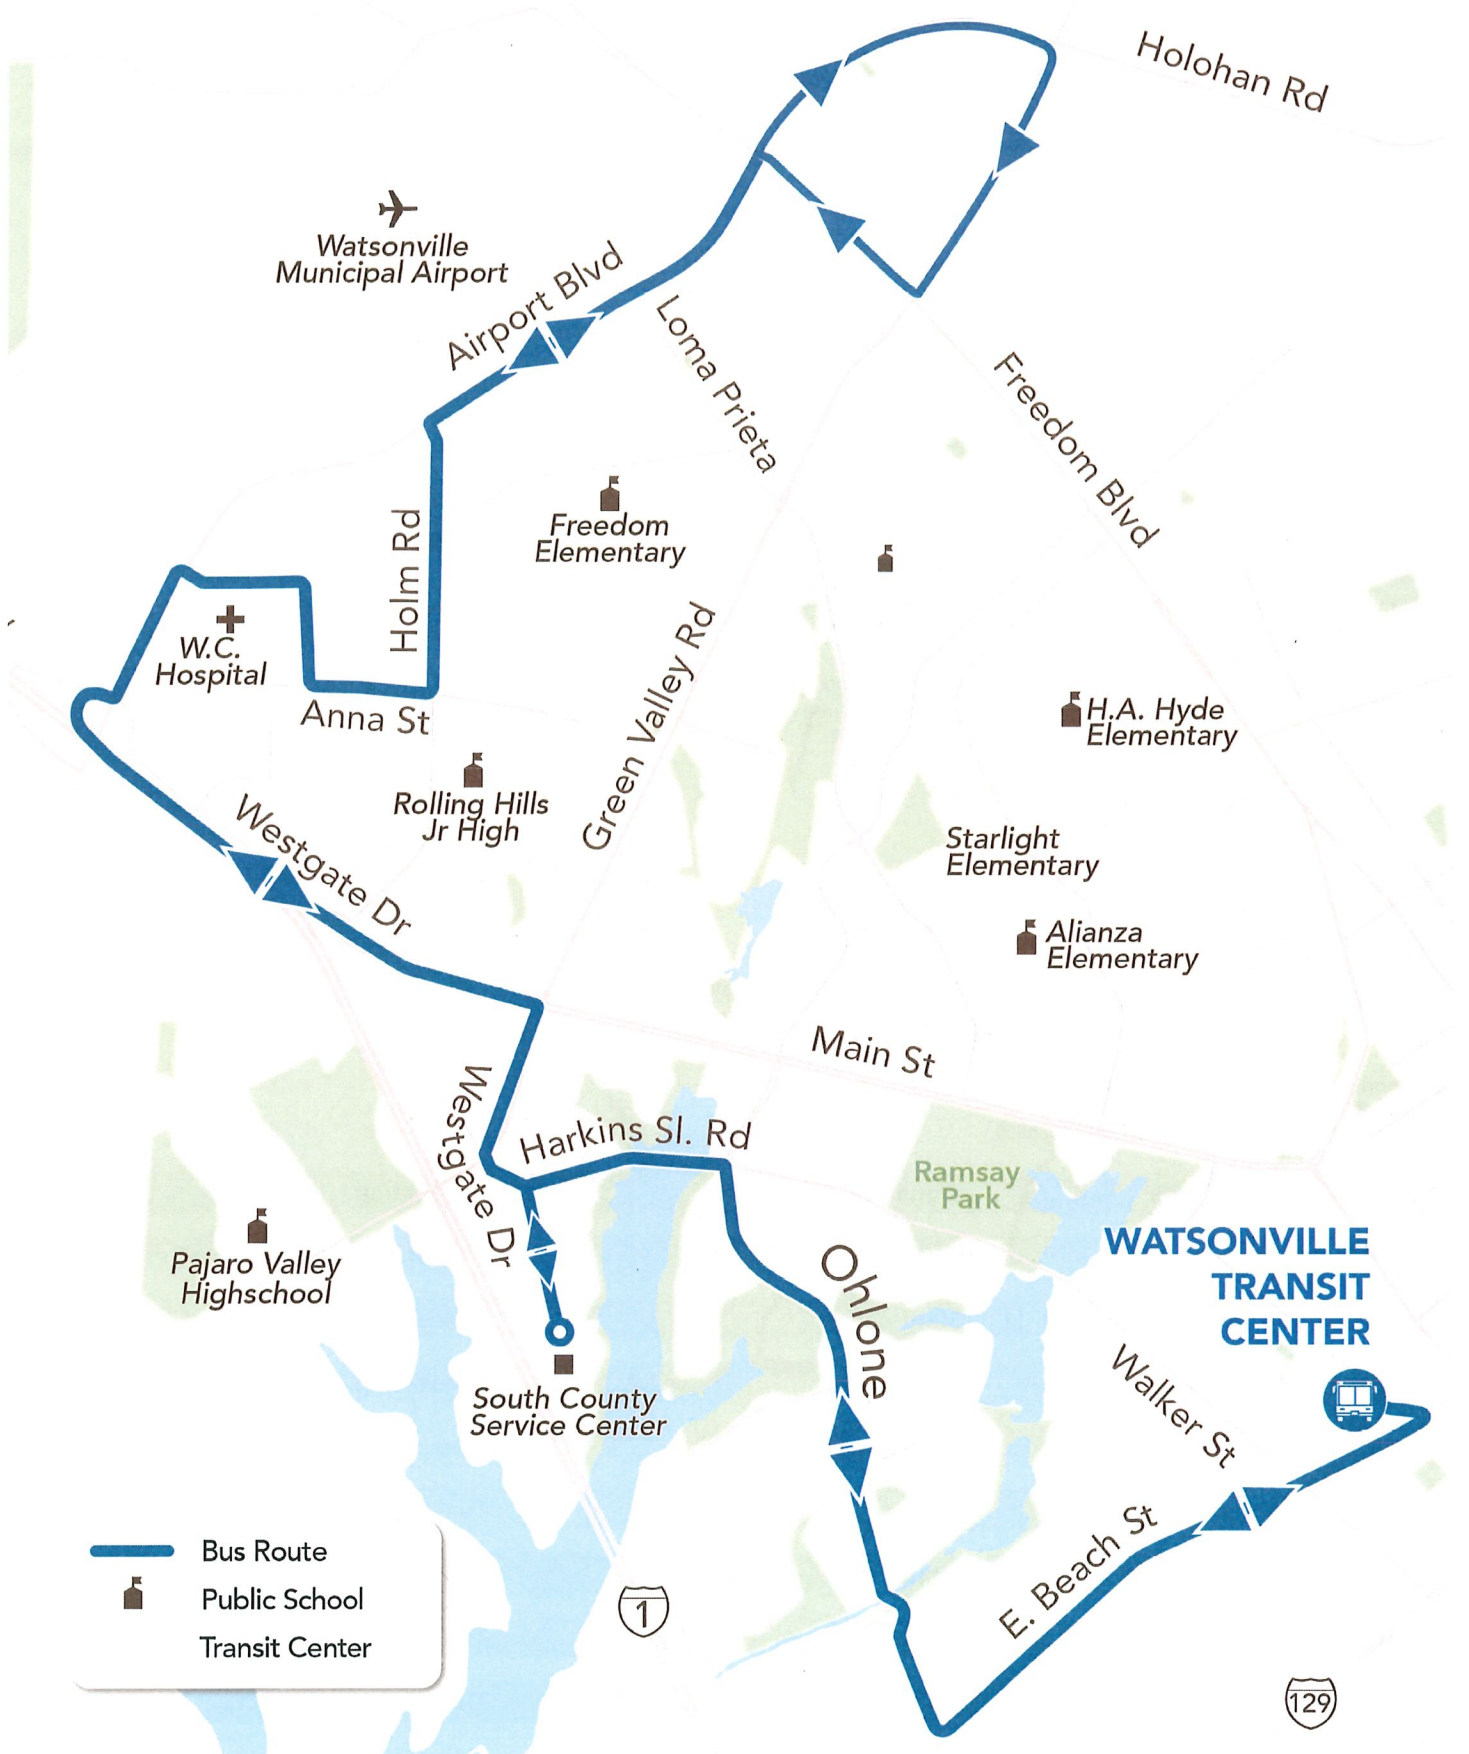 Holohan Rd
Watsonville
Municipal Airport
Airport Blvd
Loma Prieta
Freedom Blvd
Freedom
Elementary
Holm Rd
W.C.
Hospital
Anna St
Green Valley Rd
H.A. Hyde
Elementary
Rolling Hills
Jr High
Westgate Dr
Starlight
Elementary
Alianza
Elementary
Main St
Westgate Dr
Harkins Sl. Rd
Ramsay
Park
Pajaro Valley
Highschool
Ohlone
WATSONVILLE
TRANSIT
CENTER
Walker St
South County
Service Center
E. Beach St
Bus Route
Public School
Transit Center
1
129